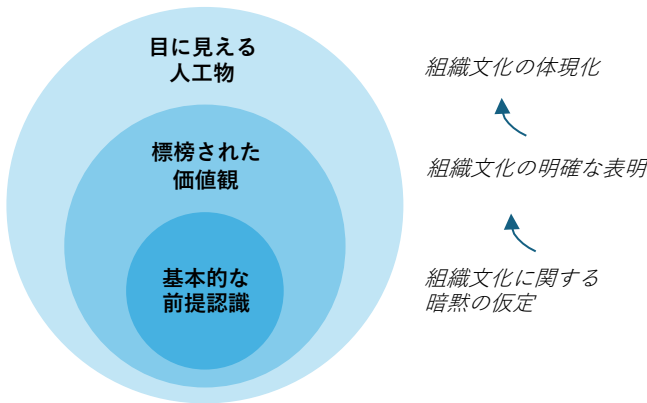 目に見える
人工物
組織文化の体現化
標榜された
価値観
組織文化の明確な表明
基本的な
前提認識
組織文化に関する
暗黙の仮定